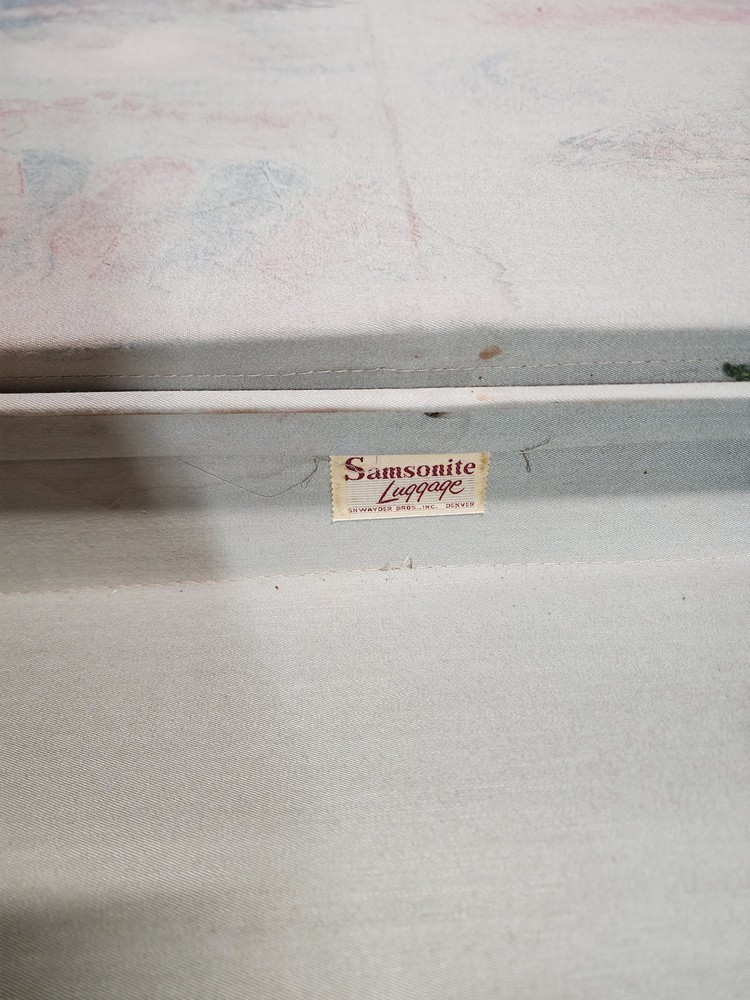 Samsonite
Luggage
SHWAYDER BROS., INC. DENVER